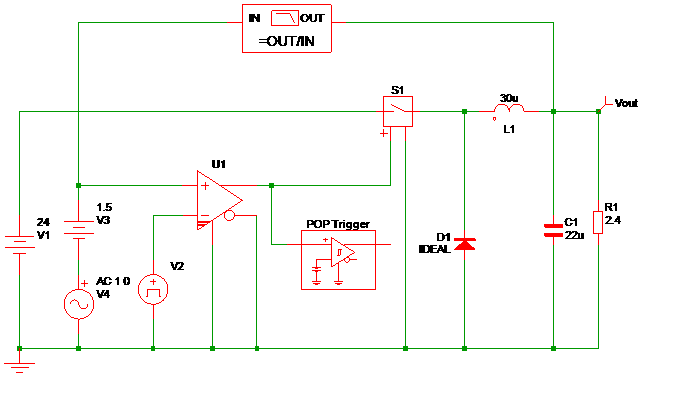 IN OUT
=OUT/IN
S1
30u
L1
Vout
U1
+
-
+
1.5
V3
24
V1
POP Trigger
+
R1
2.4
C1
22u
D1
IDEAL
V2
+
AC 1 0
V4
+